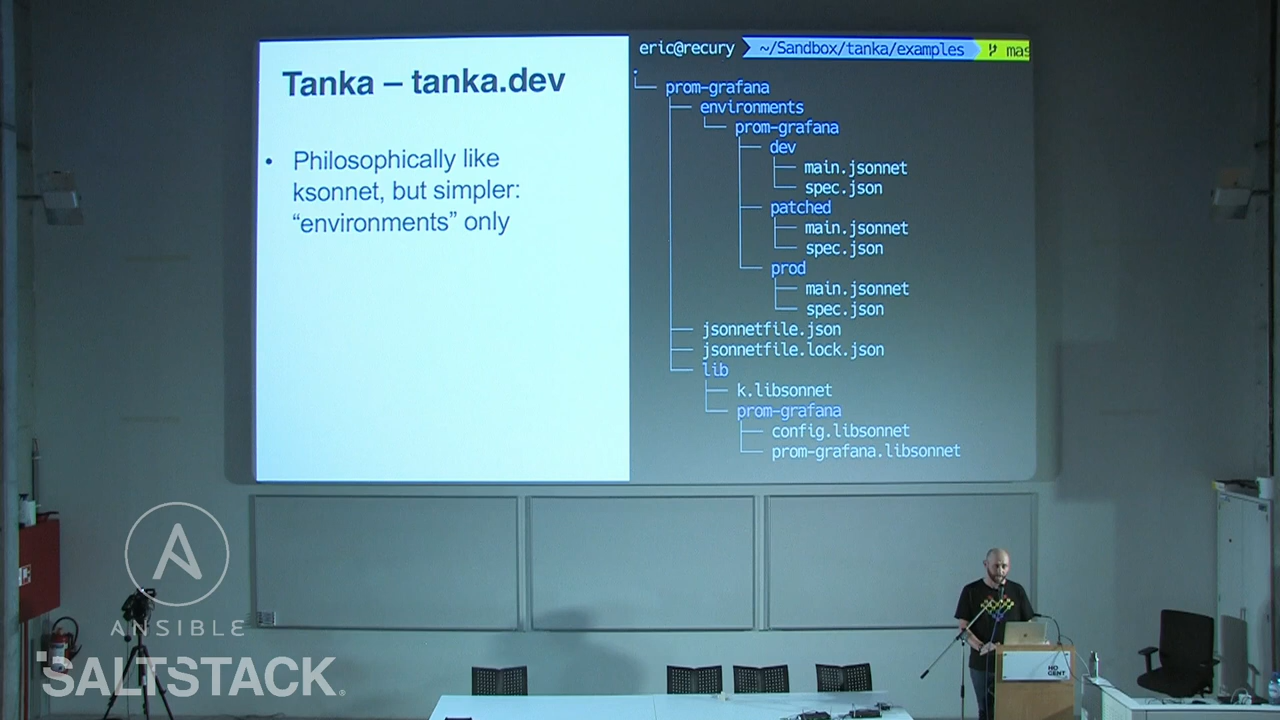 Tanka – tanka.dev
• Philosophically like
ksonnet, but simpler:
“environments” only
eric@recury ~/Sandbox/tanka/examples mas
.
└── prom-grafana
├── environments
└── prom-grafana
├── dev
├── main.jsonnet
└── spec.json
├── patched
├── main.jsonnet
└── spec.json
└── prod
├── main.jsonnet
└── spec.json
├── jsonnetfile.json
├── jsonnetfile.lock.json
└── lib
├── k.libsonnet
└── prom-grafana
├── config.libsonnet
└── prom-grafana.libsonnet
ANSIBLE
SALTSTACK
HO
GENT